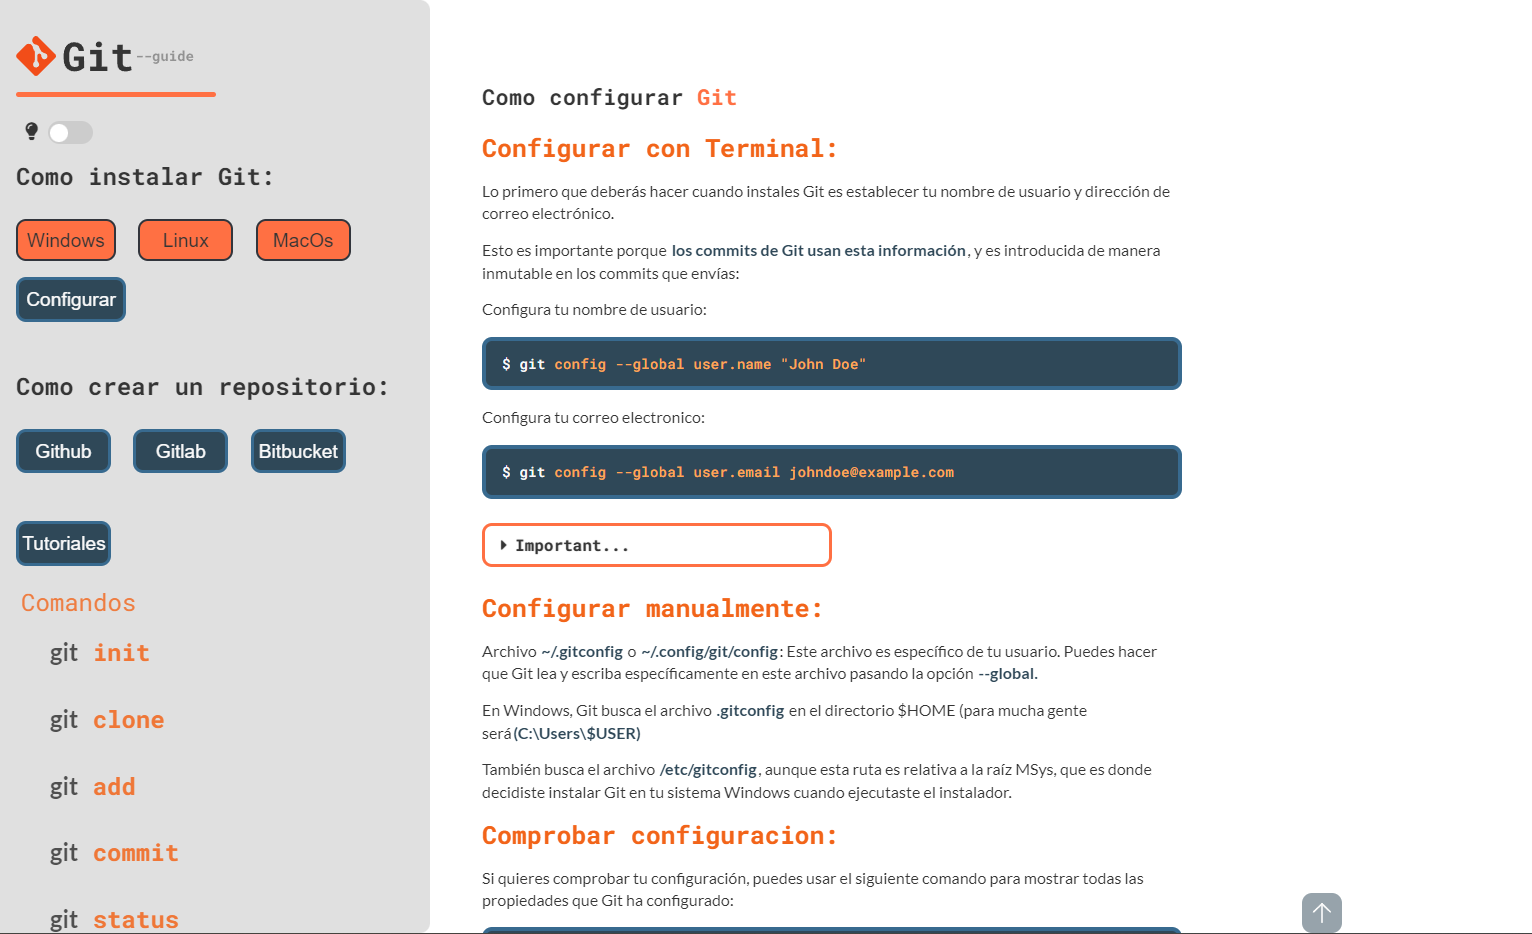 Git --guide
Como instalar Git:
Windows
Linux
MacOs
Configurar
Como crear un repositorio:
Github
Gitlab
Bitbucket
Tutoriales
Comandos
git init
git clone
git add
git commit
git status
Como configurar Git
Configurar con Terminal:
Lo primero que deberás hacer cuando instales Git es establecer tu nombre de usuario y dirección de
correo electrónico.
Esto es importante porque los commits de Git usan esta información, y es introducida de manera
inmutable en los commits que envías:
Configura tu nombre de usuario:
$ git config --global user.name "John Doe"
Configura tu correo electronico:
$ git config --global user.email johndoe@example.com
Important...
Configurar manualmente:
Archivo ~/.gitconfig o ~/.config/git/config: Este archivo es específico de tu usuario. Puedes hacer
que Git lea y escriba específicamente en este archivo pasando la opción --global.
En Windows, Git busca el archivo .gitconfig en el directorio $HOME (para mucha gente
será(C:\Users\$USER)
También busca el archivo /etc/gitconfig, aunque esta ruta es relativa a la raíz MSys, que es donde
decidiste instalar Git en tu sistema Windows cuando ejecutaste el instalador.
Comprobar configuracion:
Si quieres comprobar tu configuración, puedes usar el siguiente comando para mostrar todas las
propiedades que Git ha configurado: